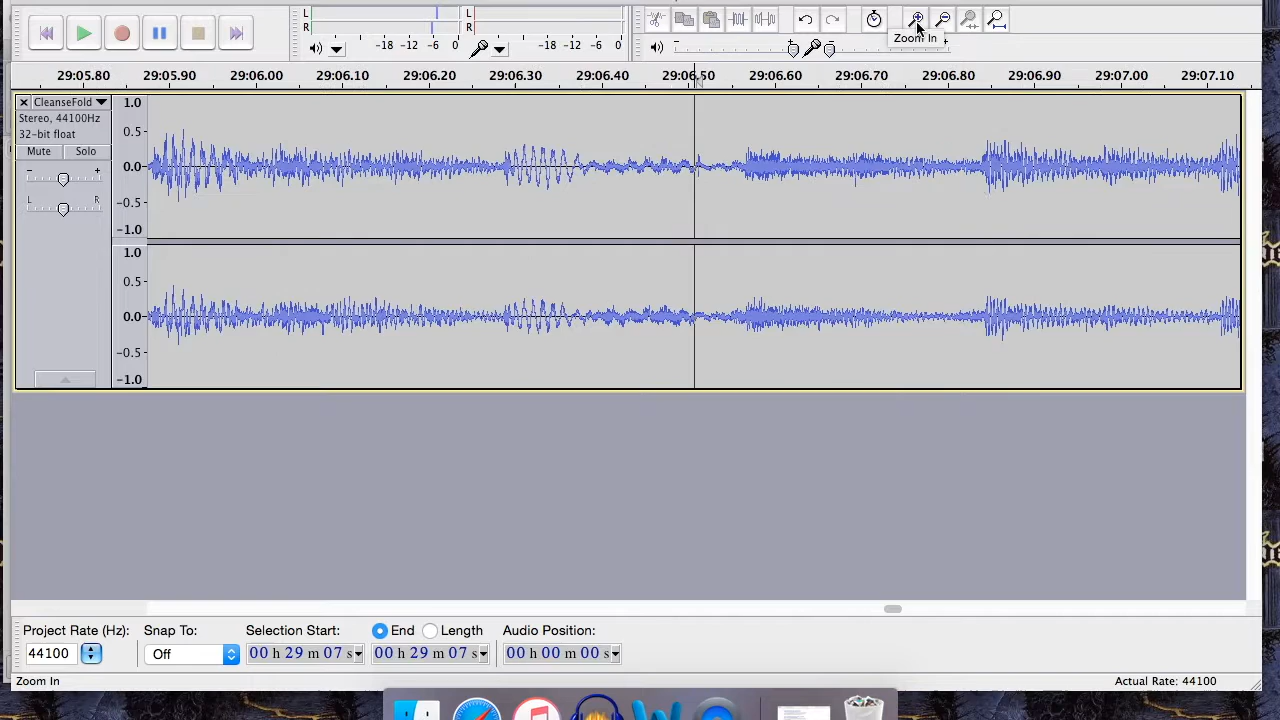 L
L
R
R
-18 -12 -6 0
-18 -6 0
Zoom In
29:05.80 29:05.90 29:06.00 29:06.10 29:06.20 29:06.30 29:06.40 29:06.50 29:06.60 29:06.70 29:06.80 29:06.90 29:07.00 29:07.10
CleanseFold
Stereo, 44100Hz
32-bit float
Mute Solo
- +
L R
1.0
0.5
0.0
-0.5
-1.0
1.0
0.5
0.0
-0.5
-1.0
Project Rate (Hz): Snap To: Selection Start: End Length Audio Position:
44100 Off 00 h 29 m 07 s 00 h 29 m 07 s 00 h 00 m 00 s
Zoom In Actual Rate: 44100